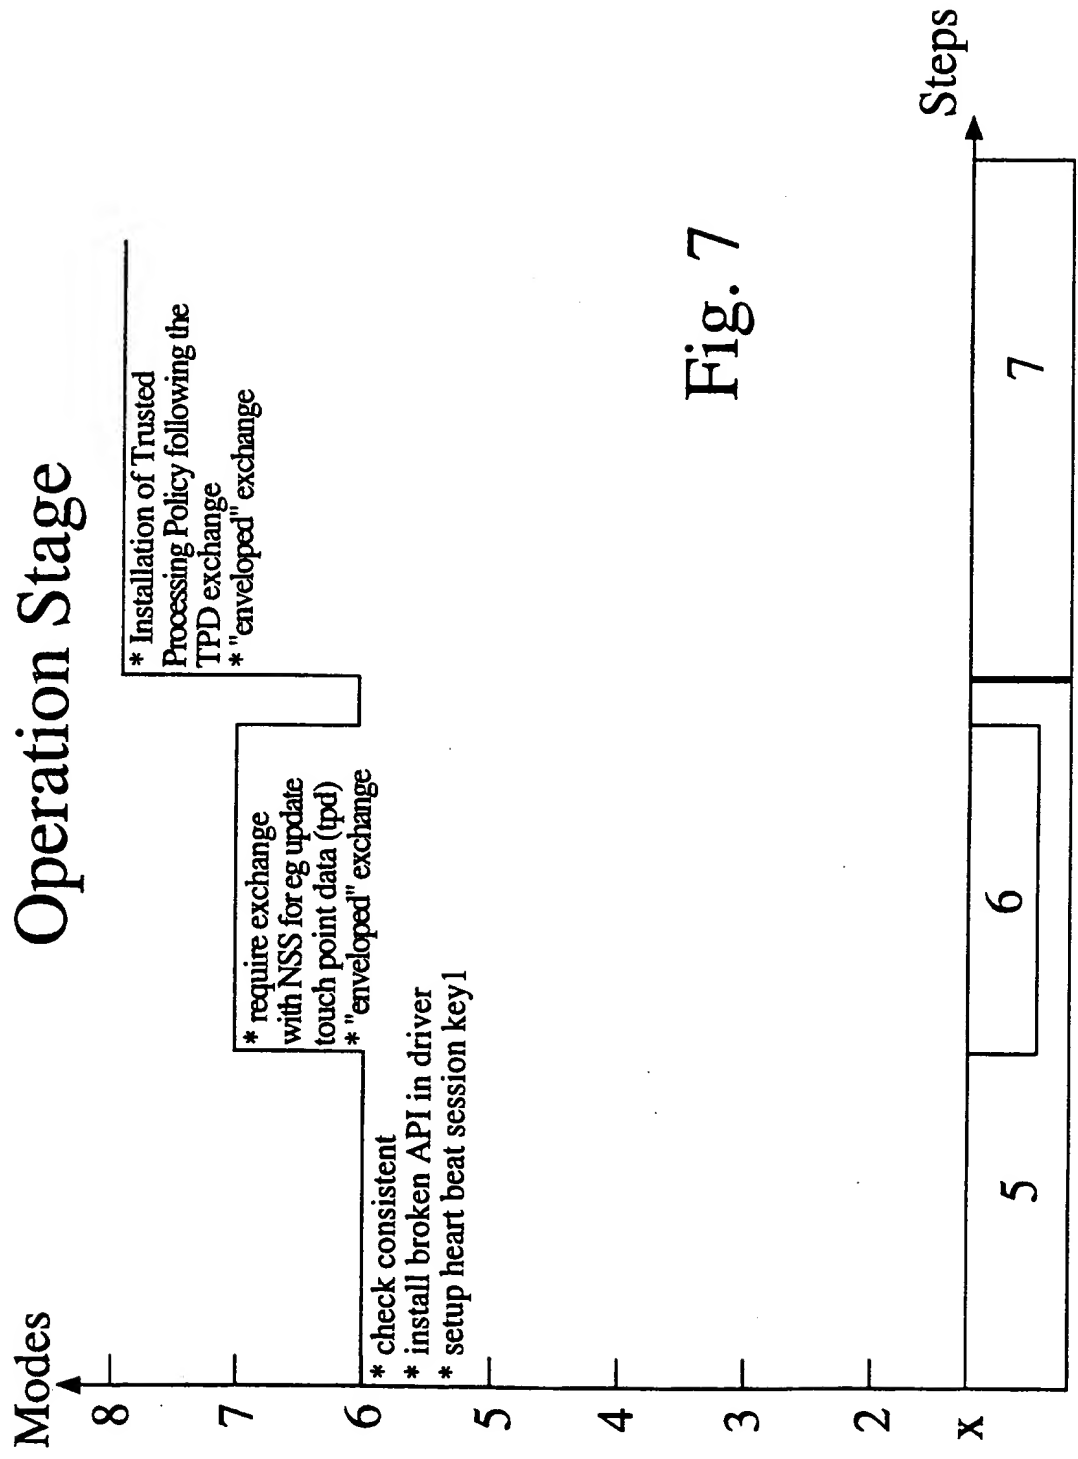 Operation Stage
Modes
8
7
6
5
4
3
2
x
* check consistent
* install broken API in driver
* setup heart beat session key1
* require exchange
with NSS for eg update
touch point data (tpd)
* "enveloped" exchange
* Installation of Trusted
Processing Policy following the
TPD exchange
* "enveloped" exchange
Fig. 7
5
6
7
Steps